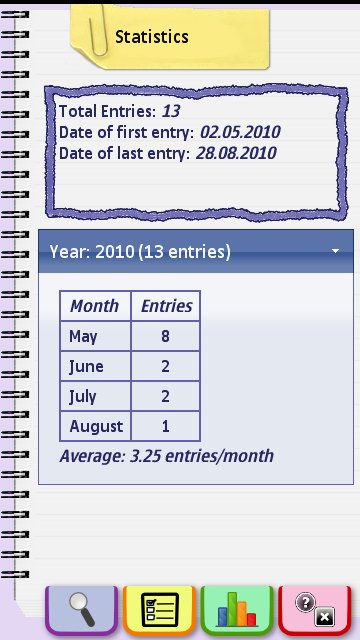 Statistics
Total Entries: 13
Date of first entry: 02.05.2010
Date of last entry: 28.08.2010
Year: 2010 (13 entries)
Month Entries
May 8
June 2
July 2
August 1
Average: 3.25 entries/month